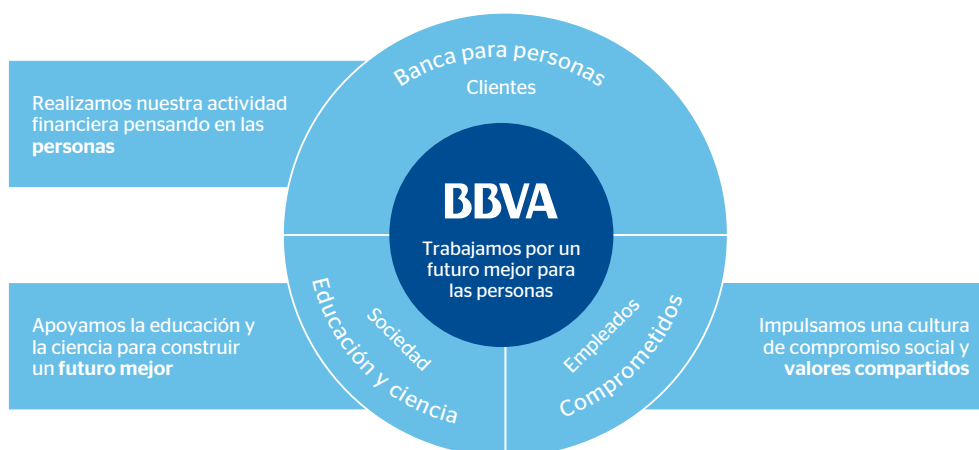 Banca para personas
Clientes
Realizamos nuestra actividad
financiera pensando en las
personas
BBVA
Trabajamos por un
futuro mejor para
las personas
Educación y ciencia
Sociedad
Empleados
Comprometidos
Apoyamos la educación y
la ciencia para construir
un futuro mejor
Impulsamos una cultura
de compromiso social y
valores compartidos